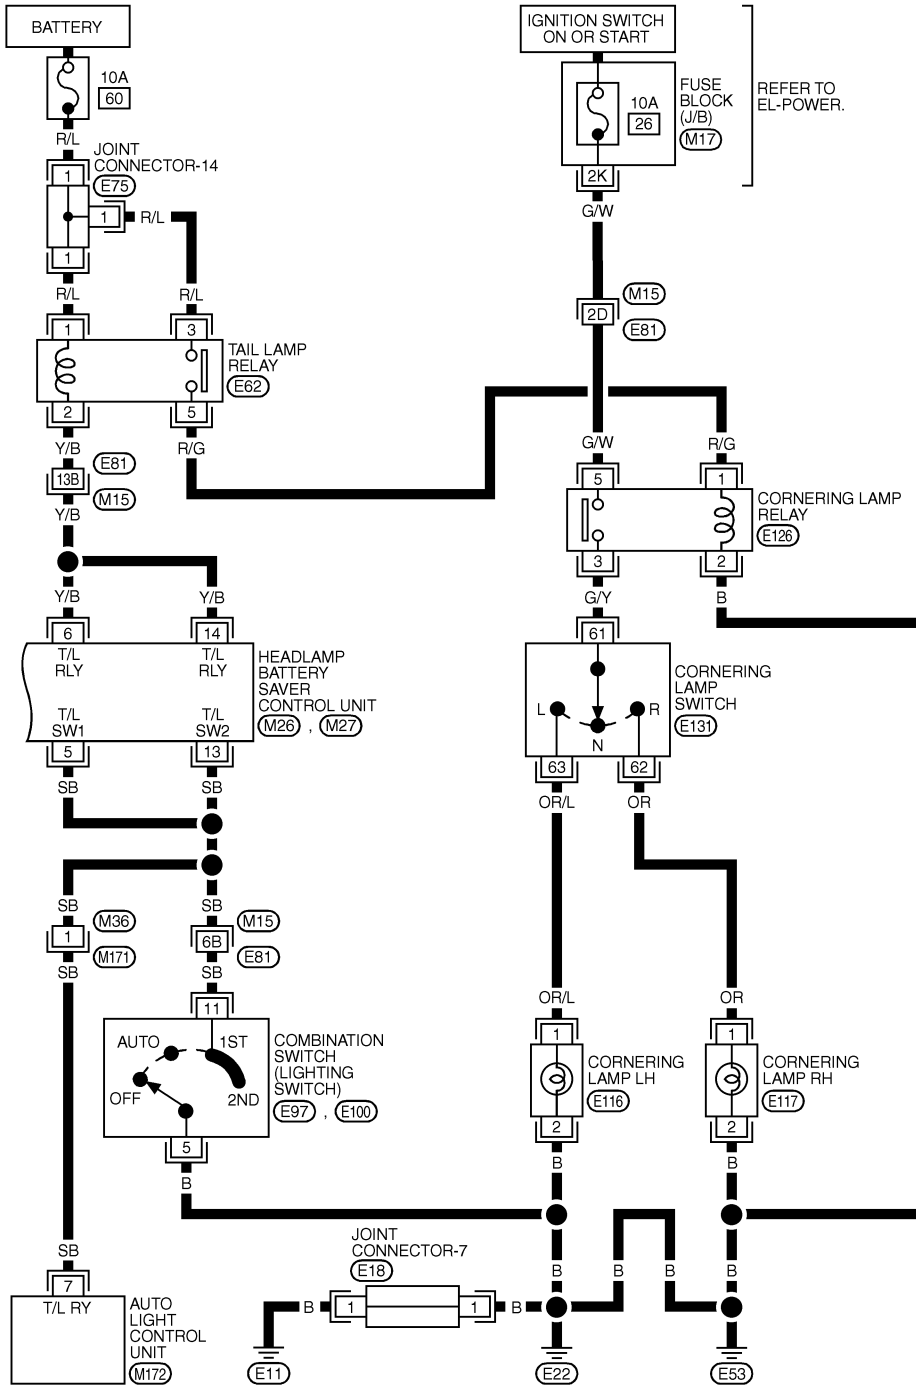 BATTERY
10A
60
R/L
JOINT
CONNECTOR-14
E75
1
1
R/L
1
R/L
R/L
1
3
TAIL LAMP
RELAY
E62
2
5
Y/B
R/G
E81
13B
M15
Y/B
Y/B
Y/B
6
14
T/L
RLY
T/L
RLY
HEADLAMP
BATTERY
SAVER
CONTROL UNIT
M26 , M27
T/L
SW1
T/L
SW2
5
13
SB
SB
SB
SB
M36
1
M171
M15
6B
E81
SB
SB
11
AUTO
1ST
OFF
2ND
COMBINATION
SWITCH
(LIGHTING
SWITCH)
E97 , E100
5
B
SB
7
T/L RY
AUTO
LIGHT
CONTROL
UNIT
M172
IGNITION SWITCH
ON OR START
10A
26
FUSE
BLOCK
(J/B)
M17
REFER TO
EL-POWER.
2K
G/W
M15
2D
E81
G/W
R/G
5
1
CORNERING LAMP
RELAY
E126
3
2
G/Y
B
61
L
R
N
CORNERING
LAMP
SWITCH
E131
63
62
OR/L
OR
OR/L
OR
1
1
CORNERING
LAMP LH
E116
CORNERING
LAMP RH
E117
2
2
B
B
JOINT
CONNECTOR-7
E18
B
B
B
B
B
1
1
B
E11
E22
E53